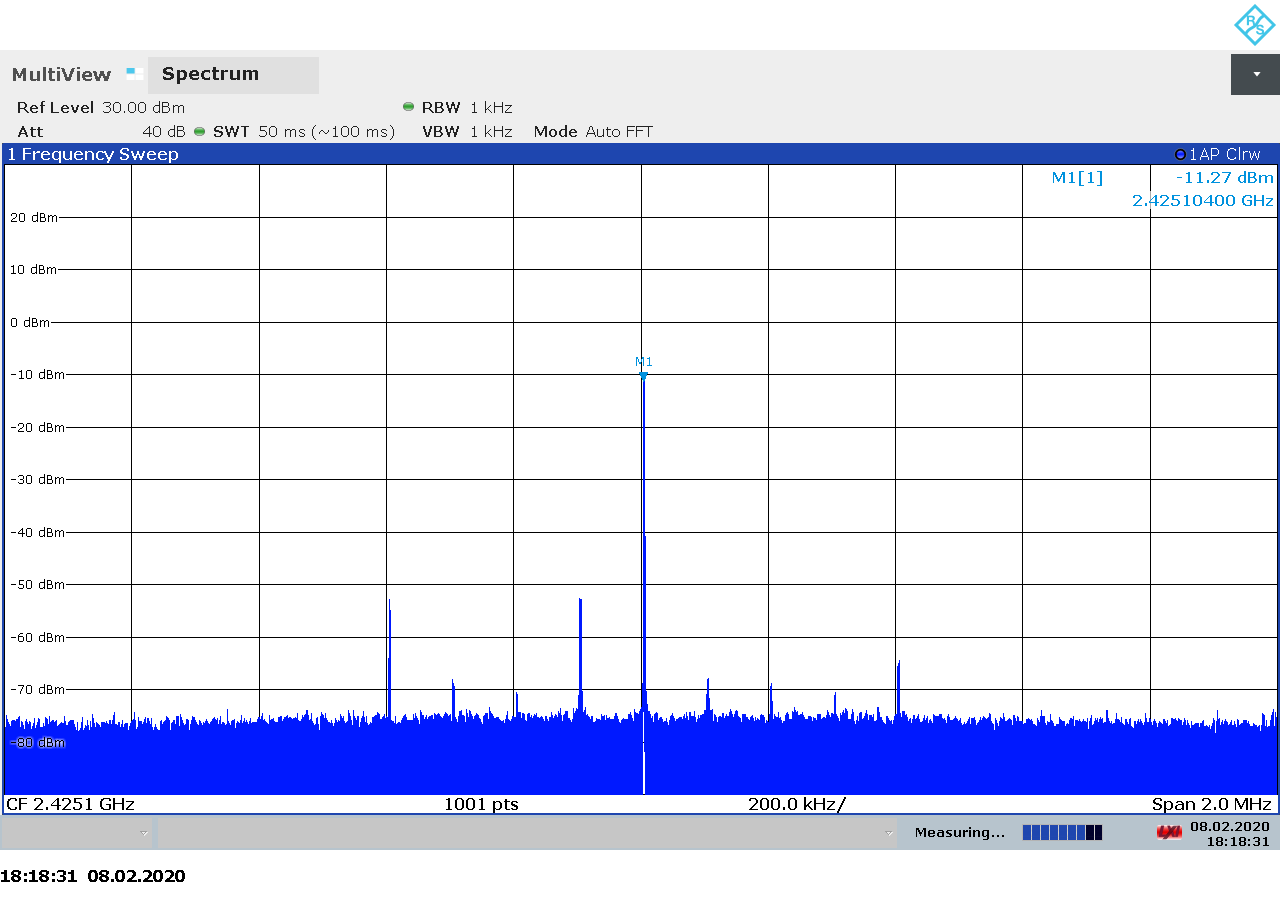 R S
MultiView Spectrum
Ref Level 30.00 dBm RBW 1 kHz
Att 40 dB SWT 50 ms (~100 ms) VBW 1 kHz Mode Auto FFT
1 Frequency Sweep 1AP Clrw
M1[1] -11.27 dBm
2.42510400 GHz
20 dBm
10 dBm
0 dBm
M1
-10 dBm
-20 dBm
-30 dBm
-40 dBm
-50 dBm
-60 dBm
-70 dBm
-80 dBm
CF 2.4251 GHz 1001 pts 200.0 kHz/ Span 2.0 MHz
Measuring... LXI 08.02.2020
18:18:31
18:18:31 08.02.2020